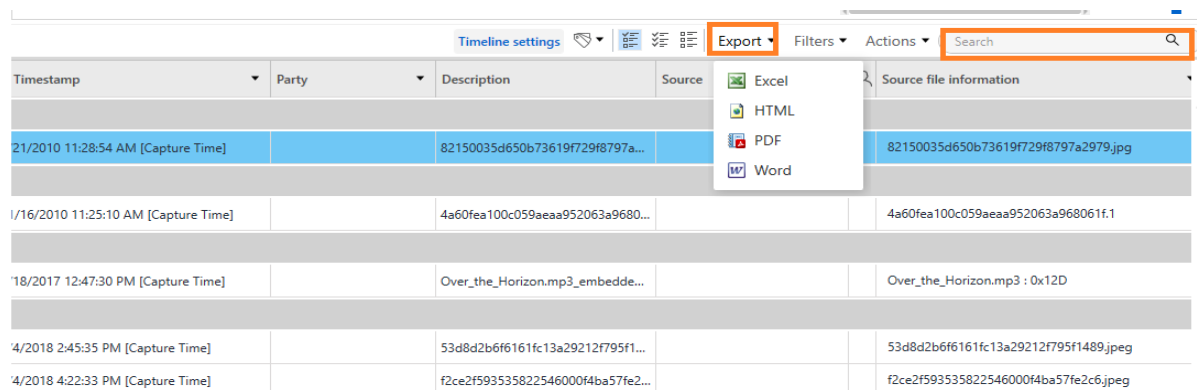 Timeline settings Export Filters Actions Search
Timestamp Party Description Source Source file information
Excel
HTML
PDF
Word
/21/2010 11:28:54 AM [Capture Time] 82150035d650b73619f729f8797a... 82150035d650b73619f729f8797a2979.jpg
1/16/2010 11:25:10 AM [Capture Time] 4a60fea100c059aeaa952063a9680... 4a60fea100c059aeaa952063a968061f.1
/18/2017 12:47:30 PM [Capture Time] Over_the_Horizon.mp3_embedde... Over_the_Horizon.mp3 : 0x12D
/4/2018 2:45:35 PM [Capture Time] 53d8d2b6f6161fc13a29212f795f1... 53d8d2b6f6161fc13a29212f795f1489.jpeg
/4/2018 4:22:33 PM [Capture Time] f2ce2f593535822546000f4ba57fe2... f2ce2f593535822546000f4ba57fe2c6.jpeg